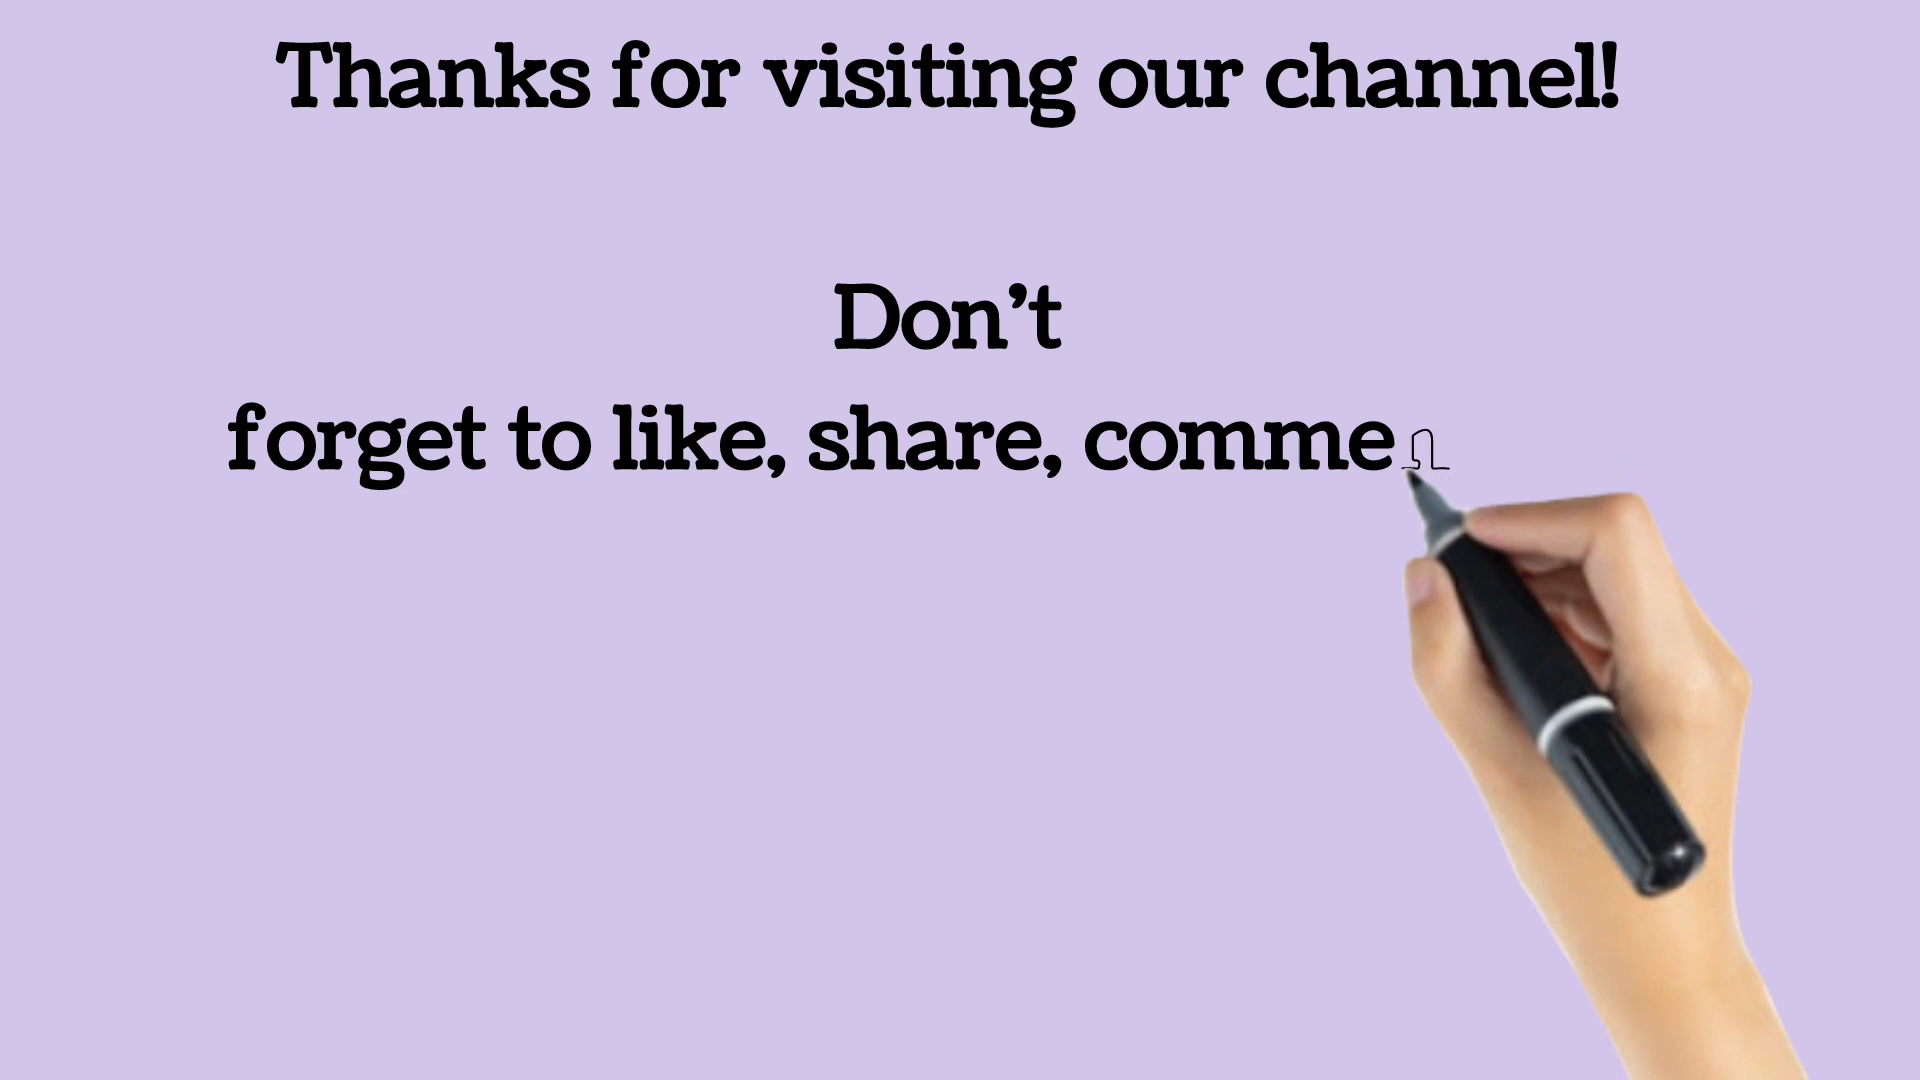 Thanks for visiting our channel!
Don’t
forget to like, share, comme